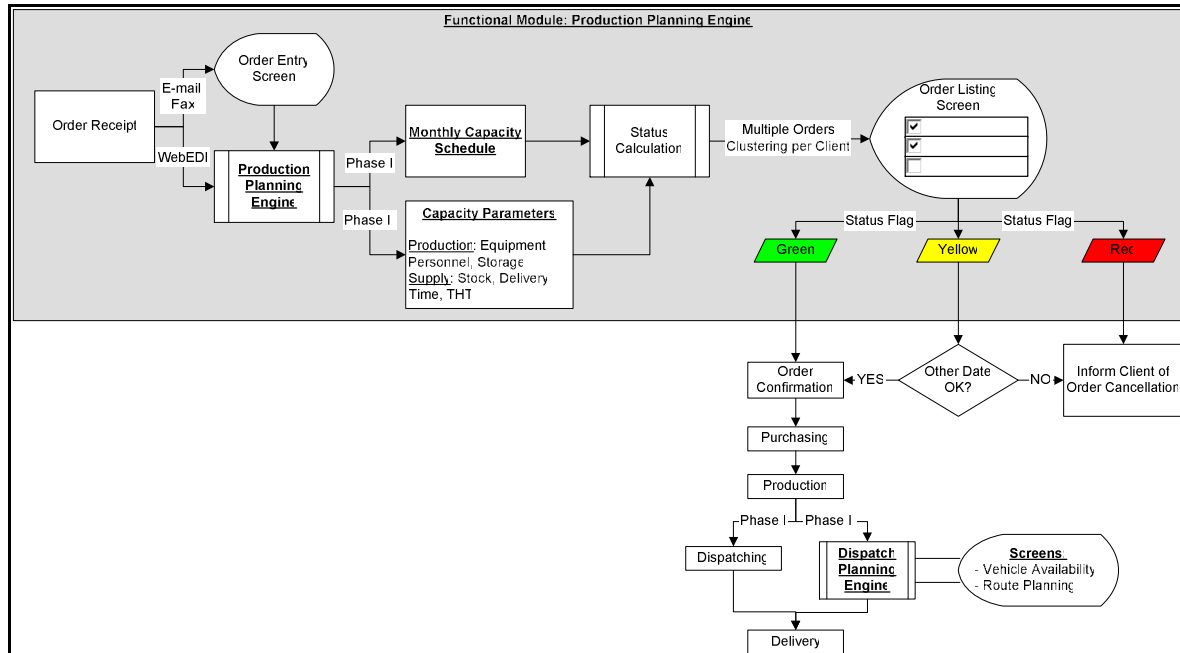 Functional Module: Production Planning Engine
Order Entry
Screen
E-mail
Fax
Order Receipt
WebEDI
Production
Planning
Engine
Phase I
Phase I
Monthly Capacity
Schedule
Capacity Parameters
Production: Equipment
Personnel, Storage
Supply: Stock, Delivery
Time, THT
Status
Calculation
Multiple Orders
Clustering per Client
Order Listing
Screen
Status Flag
Status Flag
Green
Yellow
Red
Order
Confirmation
YES
Other Date
OK?
NO
Inform Client of
Order Cancellation
Purchasing
Production
Phase I
Phase I
Dispatching
Dispatch
Planning
Engine
Screens
- Vehicle Availability
- Route Planning
Delivery